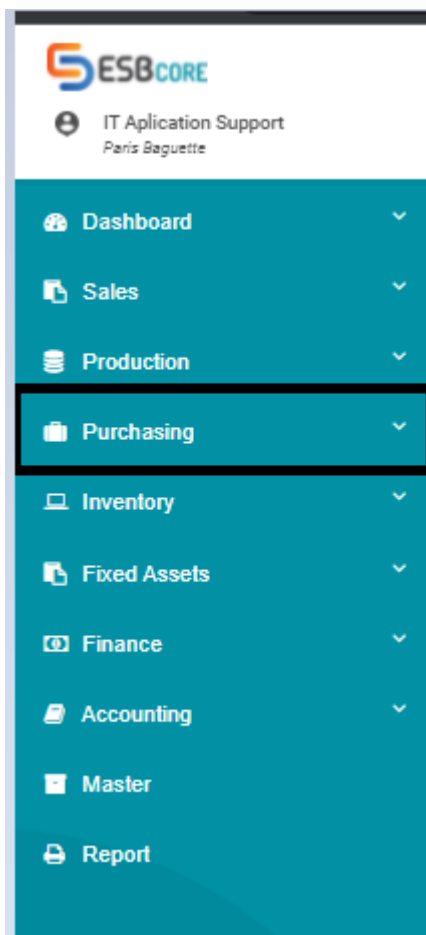 ESBCORE
IT Aplication Support
Paris Baguette
Dashboard
Sales
Production
Purchasing
Inventory
Fixed Assets
Finance
Accounting
Master
Report